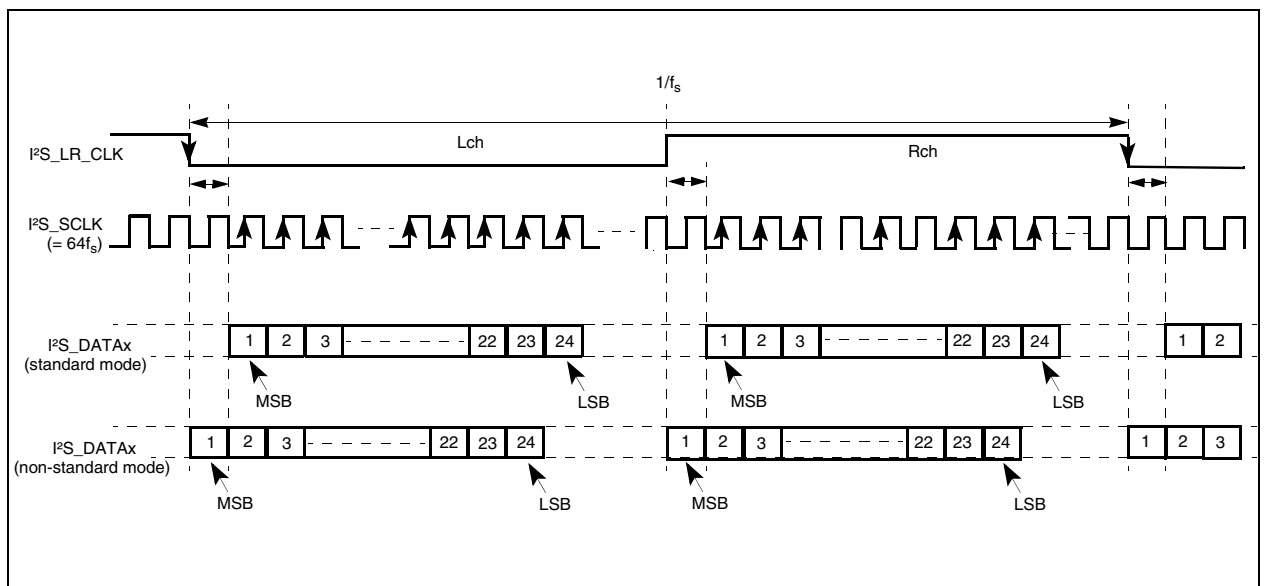 1/fs
I²S_LR_CLK
Lch
Rch
I²S_SCLK
(= 64fs)
I²S_DATAx
(standard mode)
1 2 3 22 23 24
1 2 3 22 23 24
1 2
MSB
LSB
MSB
LSB
I²S_DATAx
(non-standard mode)
1 2 3 22 23 24
1 2 3 22 23 24
1 2 3
MSB
LSB
MSB
LSB